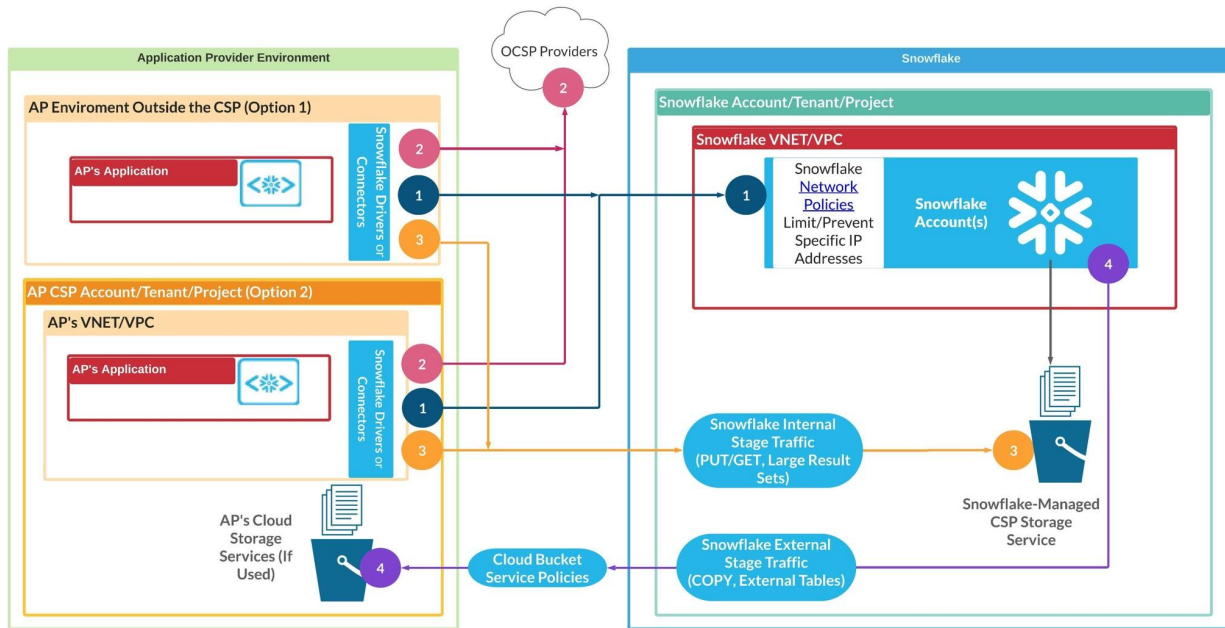 OCSP Providers
2
Application Provider Environment
Snowflake
AP Enviroment Outside the CSP (Option 1)
AP's Application
Snowflake Drivers or
Connectors
2
1
3
Snowflake Account/Tenant/Project
Snowflake VNET/VPC
1
Snowflake
Network
Policies
Limit/Prevent
Specific IP
Addresses
Snowflake
Account(s)
4
AP CSP Account/Tenant/Project (Option 2)
AP's VNET/VPC
AP's Application
Snowflake Drivers or
Connectors
2
1
3
Snowflake Internal
Stage Traffic
(PUT/GET, Large Result
Sets)
3
Snowflake-Managed
CSP Storage
Service
AP's Cloud
Storage
Services (If
Used)
4
Cloud Bucket
Service Policies
Snowflake External
Stage Traffic
(COPY, External Tables)